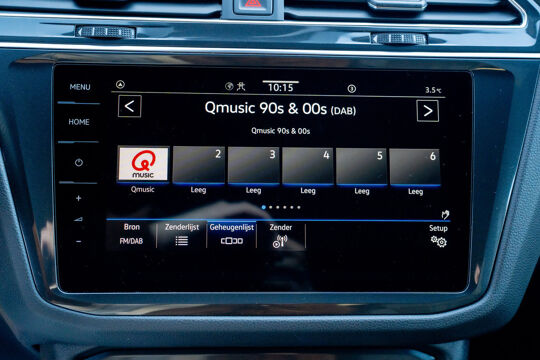 MENU
10:15
3.5°C
Qmusic 90s & 00s (DAB)
HOME
Qmusic 90s & 00s
Q
MUSIC
2
3
4
5
6
Qmusic
Leeg
Leeg
Leeg
Leeg
Leeg
+
-
Bron
Zenderlijst
Geheugenlijst
Zender
Setup
FM/DAB